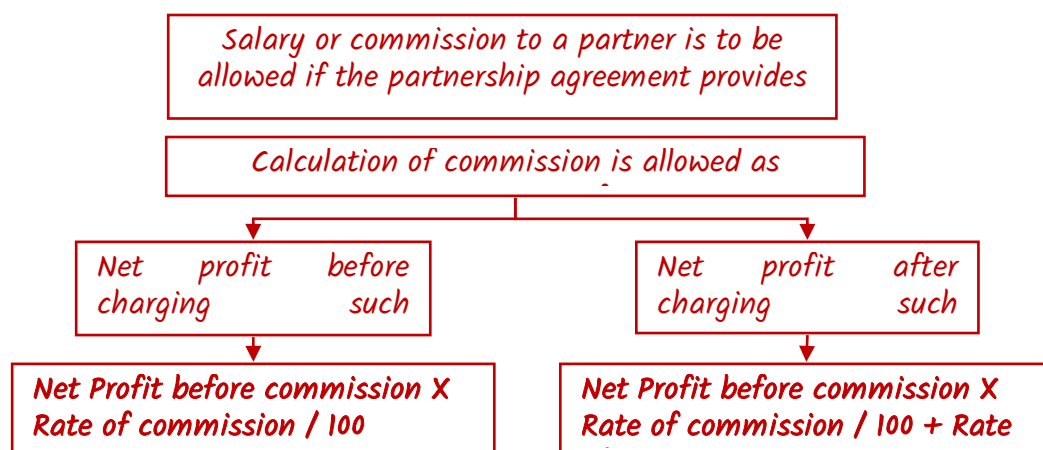 Salary or commission to a partner is to be
allowed if the partnership agreement provides
Calculation of commission is allowed as
Net profit before
charging such
Net profit after
charging such
Net Profit before commission X
Rate of commission / 100
Net Profit before commission X
Rate of commission / 100 + Rate